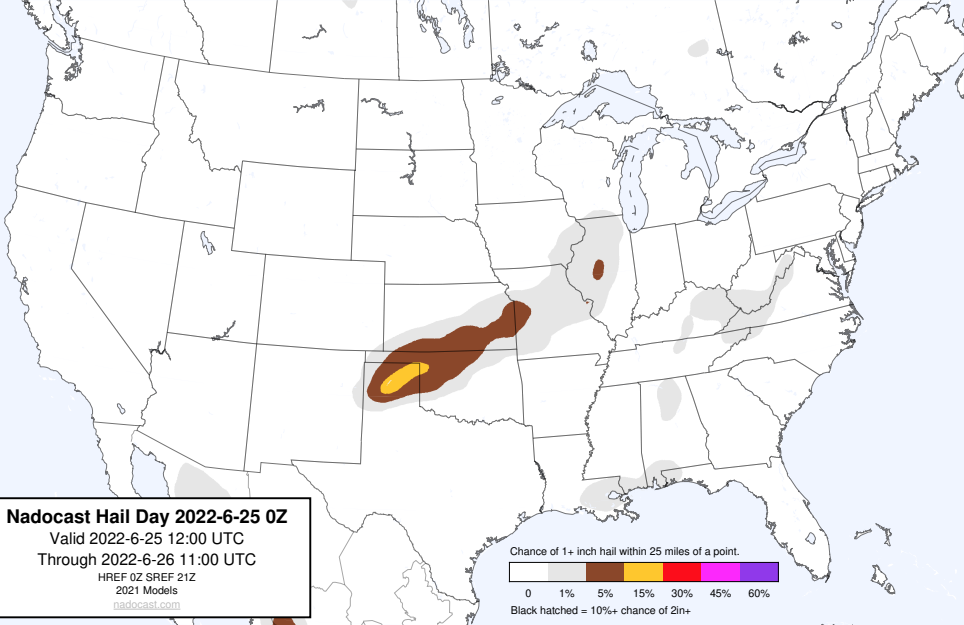 Nadocast Hail Day 2022-6-25 0Z
Valid 2022-6-25 12:00 UTC
Through 2022-6-26 11:00 UTC
HREF 0Z SREF 21Z
2021 Models
nadocast.com
Chance of 1+ inch hail within 25 miles of a point.
0 1% 5% 15% 30% 45% 60%
Black hatched = 10%+ chance of 2in+